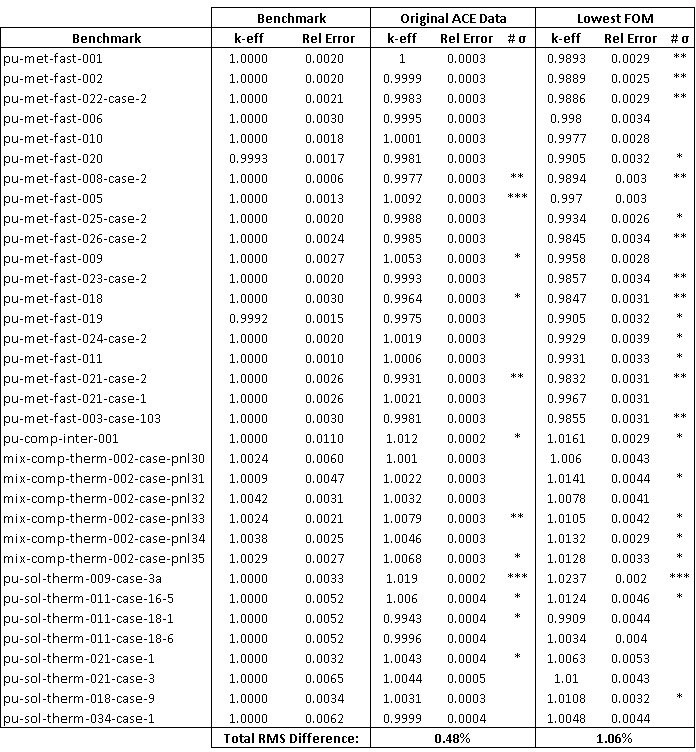 Benchmark Original ACE Data Lowest FOM
Benchmark k-eff Rel Error k-eff Rel Error # σ k-eff Rel Error # σ
pu-met-fast-001 1.0000 0.0020 1 0.0003 0.9893 0.0029 **
pu-met-fast-002 1.0000 0.0020 0.9999 0.0003 0.9889 0.0025 **
pu-met-fast-022-case-2 1.0000 0.0021 0.9983 0.0003 0.9886 0.0029 **
pu-met-fast-006 1.0000 0.0030 0.9995 0.0003 0.998 0.0034
pu-met-fast-010 1.0000 0.0018 1.0001 0.0003 0.9977 0.0028
pu-met-fast-020 0.9993 0.0017 0.9981 0.0003 0.9905 0.0032 *
pu-met-fast-008-case-2 1.0000 0.0006 0.9977 0.0003 ** 0.9894 0.003 **
pu-met-fast-005 1.0000 0.0013 1.0092 0.0003 *** 0.997 0.003
pu-met-fast-025-case-2 1.0000 0.0020 0.9988 0.0003 0.9934 0.0026 *
pu-met-fast-026-case-2 1.0000 0.0024 0.9985 0.0003 0.9845 0.0034 **
pu-met-fast-009 1.0000 0.0027 1.0053 0.0003 * 0.9958 0.0028
pu-met-fast-023-case-2 1.0000 0.0020 0.9993 0.0003 0.9857 0.0034 **
pu-met-fast-018 1.0000 0.0030 0.9964 0.0003 * 0.9847 0.0031 **
pu-met-fast-019 0.9992 0.0015 0.9975 0.0003 0.9905 0.0032 *
pu-met-fast-024-case-2 1.0000 0.0020 1.0019 0.0003 0.9929 0.0039 *
pu-met-fast-011 1.0000 0.0010 1.0006 0.0003 0.9931 0.0033 *
pu-met-fast-021-case-2 1.0000 0.0026 0.9931 0.0003 ** 0.9832 0.0031 **
pu-met-fast-021-case-1 1.0000 0.0026 1.0021 0.0003 0.9967 0.0031
pu-met-fast-003-case-103 1.0000 0.0030 0.9981 0.0003 0.9855 0.0031 **
pu-comp-inter-001 1.0000 0.0110 1.012 0.0002 * 1.0161 0.0029 *
mix-comp-therm-002-case-pnl30 1.0024 0.0060 1.001 0.0003 1.006 0.0043
mix-comp-therm-002-case-pnl31 1.0009 0.0047 1.0022 0.0003 1.0141 0.0044 *
mix-comp-therm-002-case-pnl32 1.0042 0.0031 1.0032 0.0003 1.0078 0.0041
mix-comp-therm-002-case-pnl33 1.0024 0.0021 1.0079 0.0003 ** 1.0105 0.0042 *
mix-comp-therm-002-case-pnl34 1.0038 0.0025 1.0046 0.0003 1.0132 0.0029 *
mix-comp-therm-002-case-pnl35 1.0029 0.0027 1.0068 0.0003 * 1.0128 0.0033 *
pu-sol-therm-009-case-3a 1.0000 0.0033 1.019 0.0002 *** 1.0237 0.002 ***
pu-sol-therm-011-case-16-5 1.0000 0.0052 1.006 0.0004 * 1.0124 0.0046 *
pu-sol-therm-011-case-18-1 1.0000 0.0052 0.9943 0.0004 * 0.9909 0.0044
pu-sol-therm-011-case-18-6 1.0000 0.0052 0.9996 0.0004 1.0034 0.004
pu-sol-therm-021-case-1 1.0000 0.0032 1.0043 0.0004 * 1.0063 0.0053
pu-sol-therm-021-case-3 1.0000 0.0065 1.0044 0.0005 1.01 0.0043
pu-sol-therm-018-case-9 1.0000 0.0034 1.0031 0.0003 1.0108 0.0032 *
pu-sol-therm-034-case-1 1.0000 0.0062 0.9999 0.0004 1.0048 0.0044
Total RMS Difference: 0.48% 1.06%